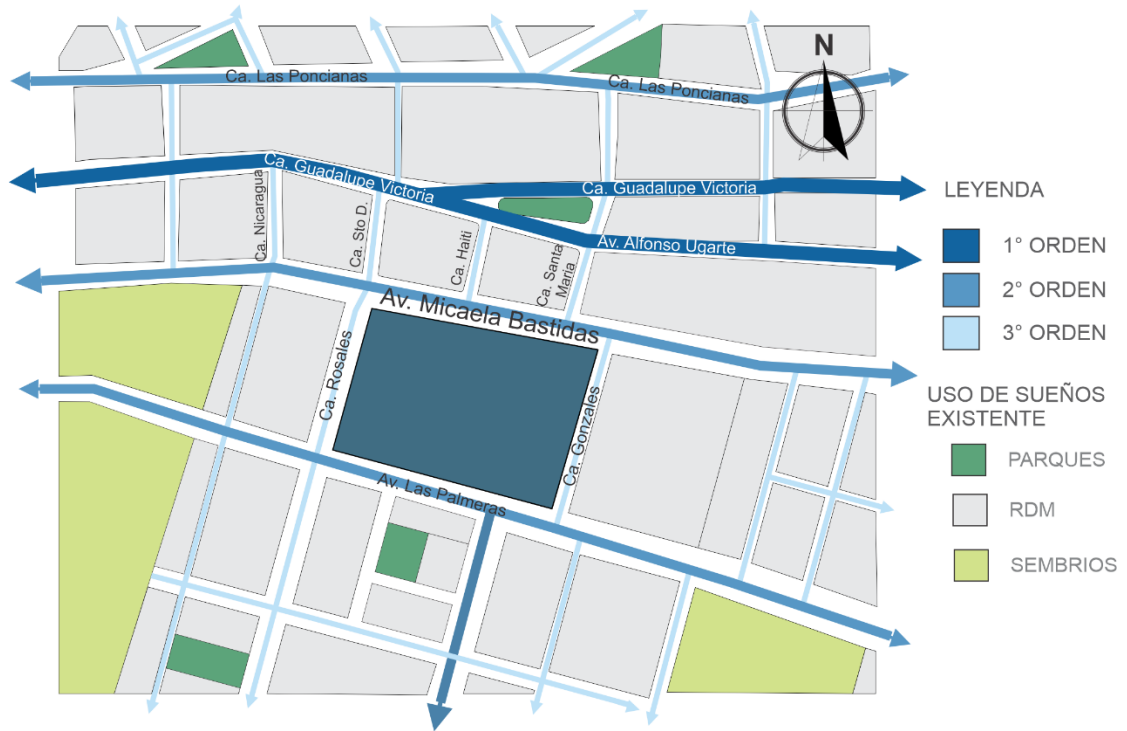 N
Ca. Las Poncianas
Ca. Las Poncianas
Ca. Guadalupe Victoria
Ca. Guadalupe Victoria
Av. Alfonso Ugarte
Ca. Nicaragua
Ca. Sto D.
Ca. Haiti
Ca. Santa
Maria
Av. Micaela Bastidas
Ca. Rosales
Ca. Gonzales
Av. Las Palmeras
LEYENDA
1° ORDEN
2° ORDEN
3° ORDEN
USO DE SUEÑOS
EXISTENTE
PARQUES
RDM
SEMBRIOS